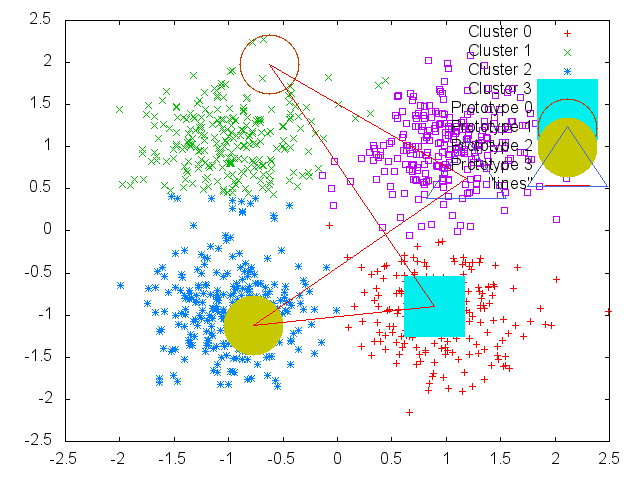 2.5
2
1.5
1
0.5
0
-0.5
-1
-1.5
-2
-2.5
-2.5
-2
-1.5
-1
-0.5
0
0.5
1
1.5
2
2.5
Cluster 0
Cluster 1
Cluster 2
Cluster 3
Prototype 0
Prototype 1
Prototype 2
Prototype 3
"lines"